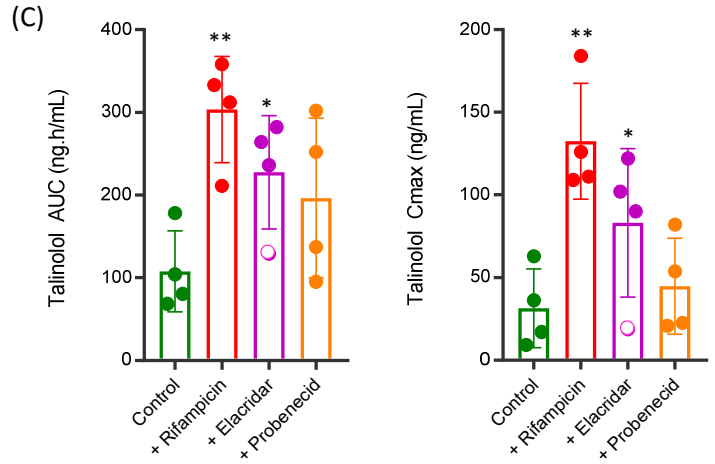 (C)
Talinolol AUC (ng.h/mL)
400
300
200
100
0
**
*
Control
+ Rifampicin
+ Elacridar
+ Probenecid
Talinolol Cmax (ng/mL)
200
150
100
50
0
**
*
Control
+ Rifampicin
+ Elacridar
+ Probenecid